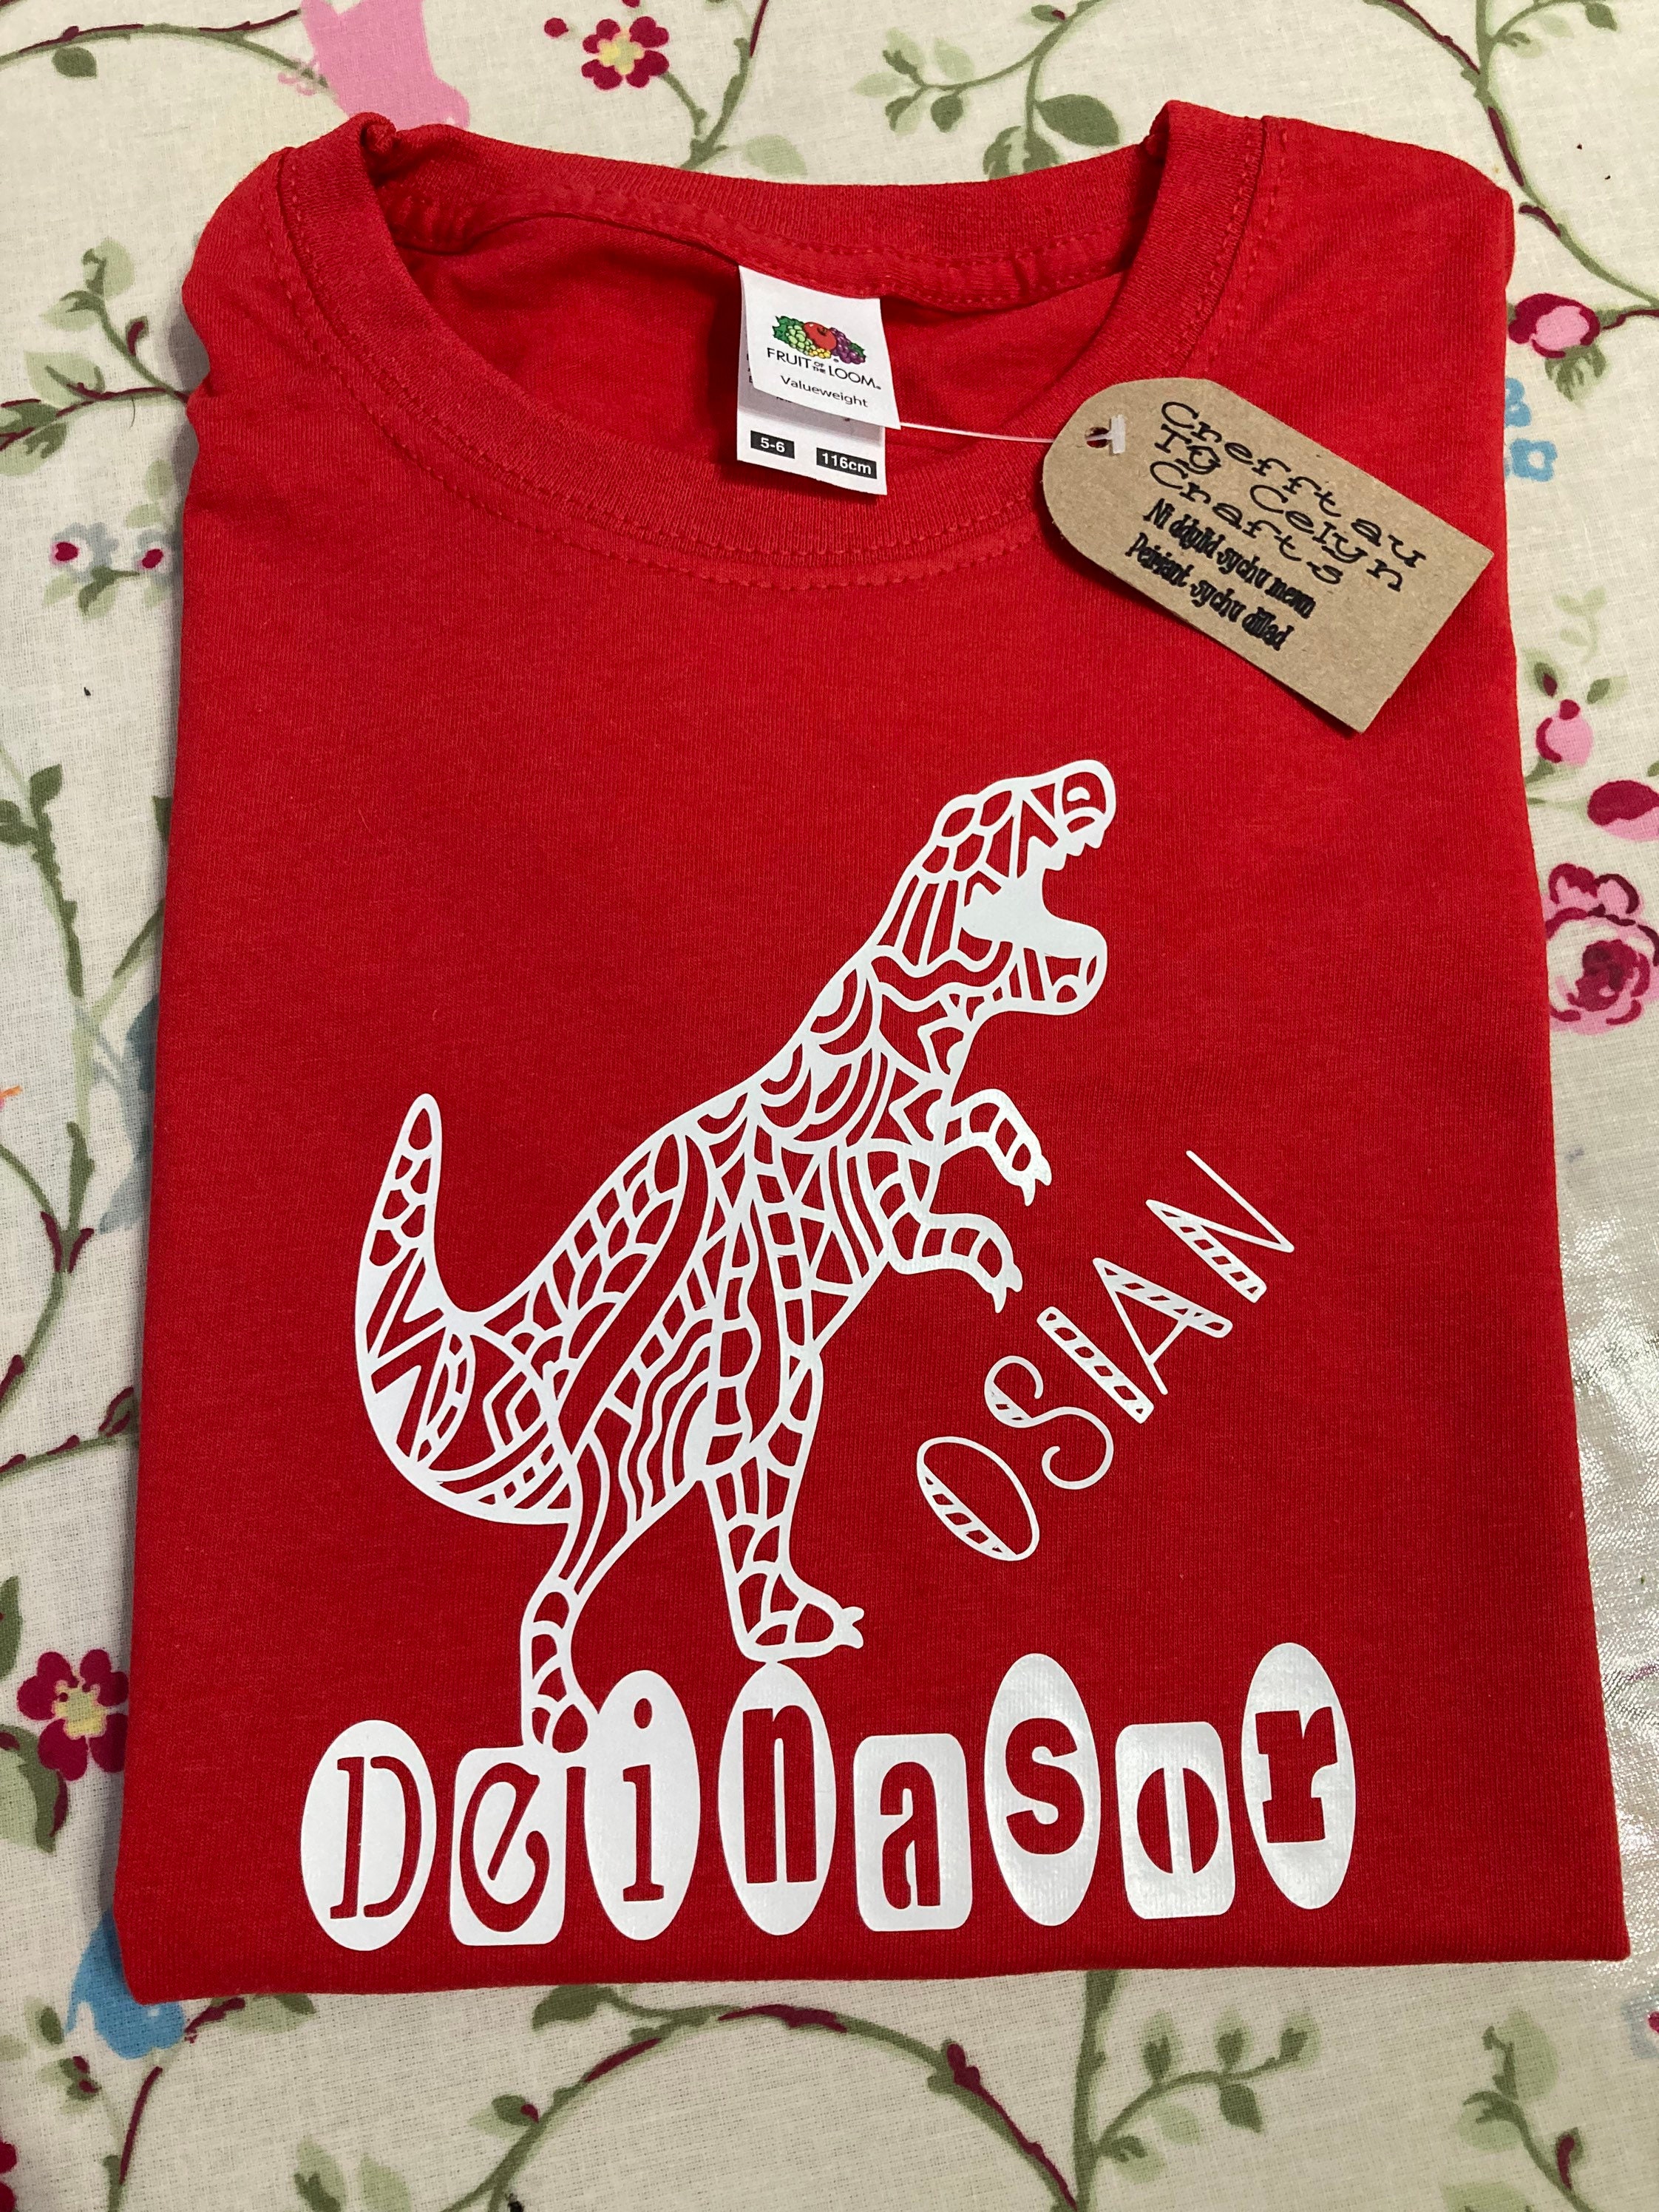 FRUIT OF THE LOOM
Valueweight
5-6 116cm
Crefftau
Tŷ Celyn
Crafts
Ni ddylid sychu mewn
Peiriant sychu dillad
OSIAN
Deinasor